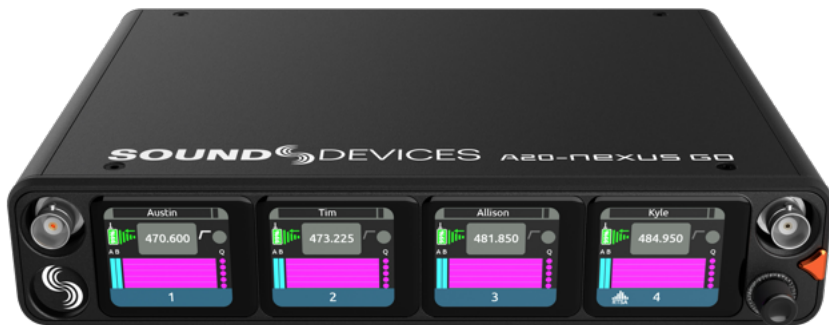 SOUND DEVICES A20-NEXUS GO
Austin Tim Allison Kyle
470.600 473.225 481.850 484.950
A B Q A B Q A B Q A B Q
1 2 3 4